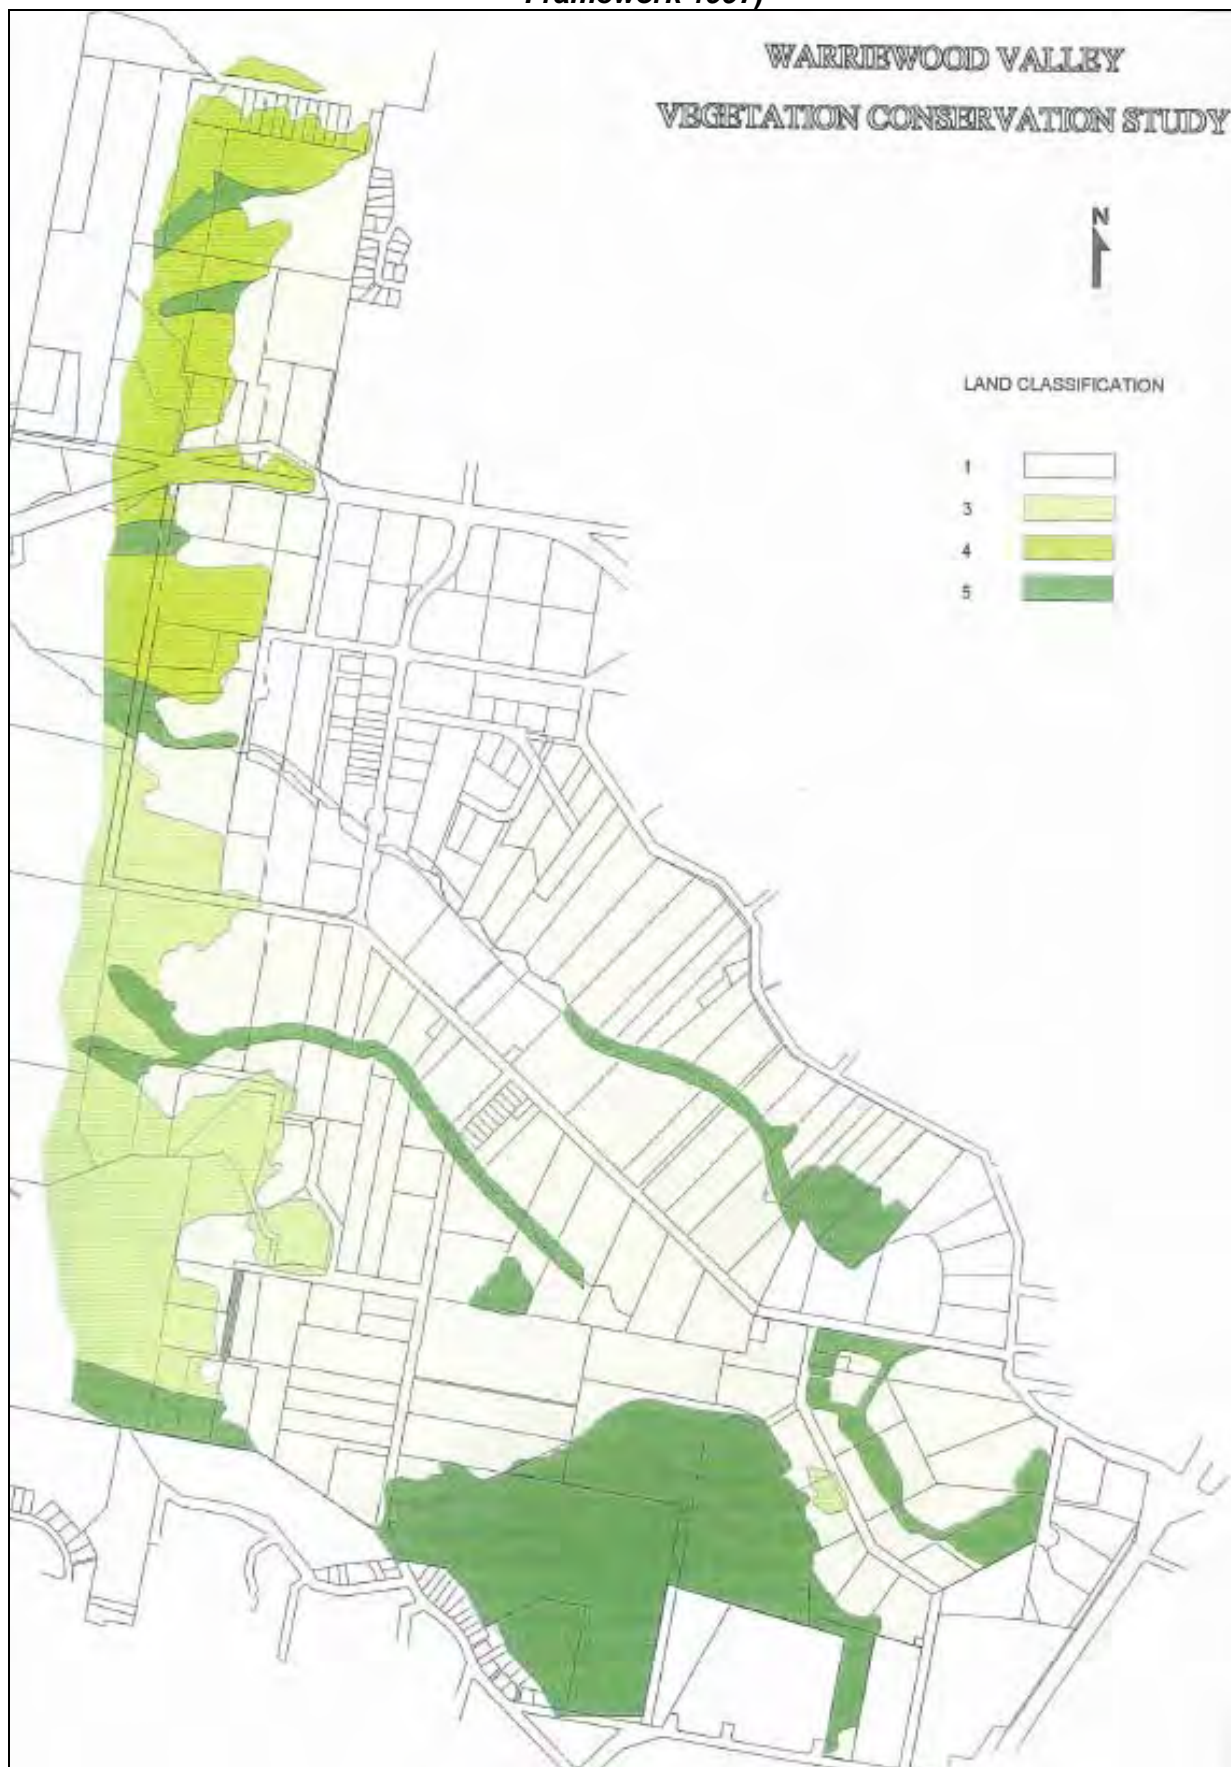 Framework 1997)
WARRIEWOOD VALLEY
VEGETATION CONSERVATION STUDY
N
LAND CLASSIFICATION
1
3
4
5